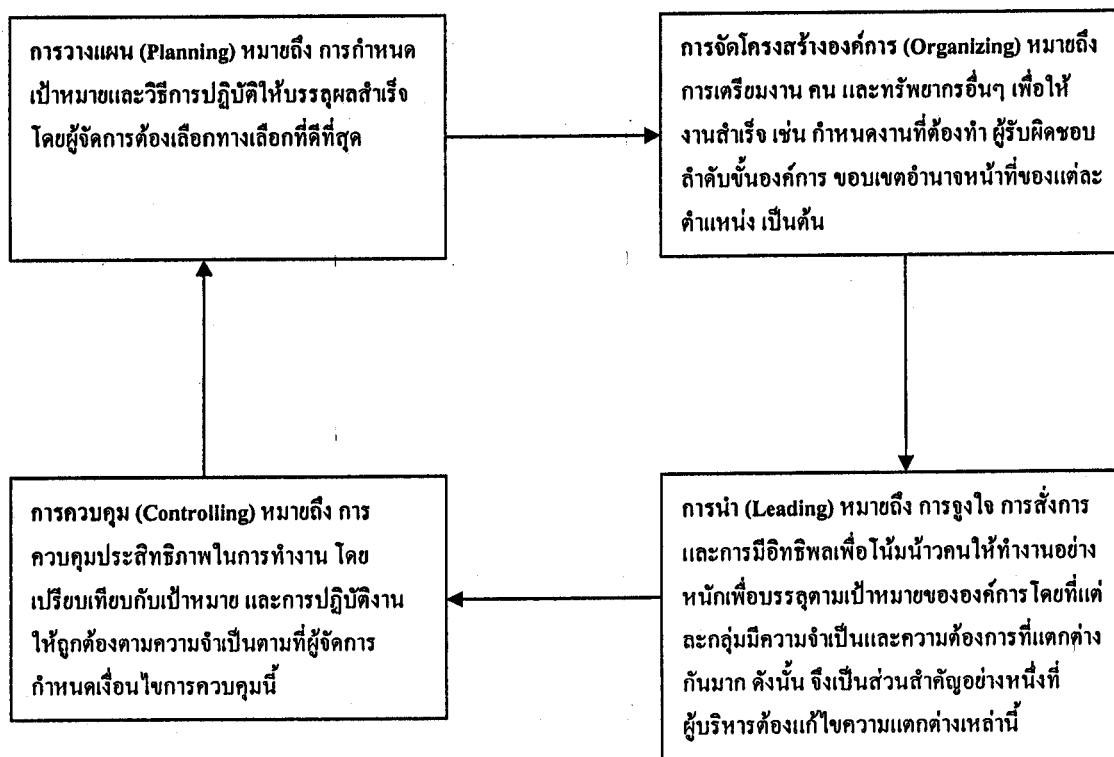 การวางแผน (Planning) หมายถึง การกำหนด
เป้าหมายและวิธีการปฏิบัติให้บรรลุผลสำเร็จ
โดยผู้จัดการต้องเลือกทางเลือกที่ดีที่สุด
การจัดโครงสร้างองค์การ (Organizing) หมายถึง
การเตรียมงาน คน และทรัพยากรอื่นๆ เพื่อให้
งานสำเร็จ เช่น กำหนดงานที่ต้องทำ ผู้รับผิดชอบ
ลำดับขั้นองค์การ ขอบเขตอำนาจหน้าที่ของแต่ละ
ตำแหน่ง เป็นต้น
การนำ (Leading) หมายถึง การจูงใจ การสั่งการ
และการมีอิทธิพลเพื่อโน้มน้าวคนให้ทำงานอย่าง
หนักเพื่อบรรลุตามเป้าหมายขององค์การ โดยที่แต่
ละกลุ่มมีความจำเป็นและความต้องการที่แตกต่าง
กันมาก ดังนั้น จึงเป็นส่วนสำคัญอย่างหนึ่งที่
ผู้บริหารต้องแก้ไขความแตกต่างเหล่านี้
การควบคุม (Controlling) หมายถึง การ
ควบคุมประสิทธิภาพในการทำงาน โดย
เปรียบเทียบกับเป้าหมาย และการปฏิบัติงาน
ให้ถูกต้องตามความจำเป็นตามที่ผู้จัดการ
กำหนดเงื่อนไขการควบคุมนี้